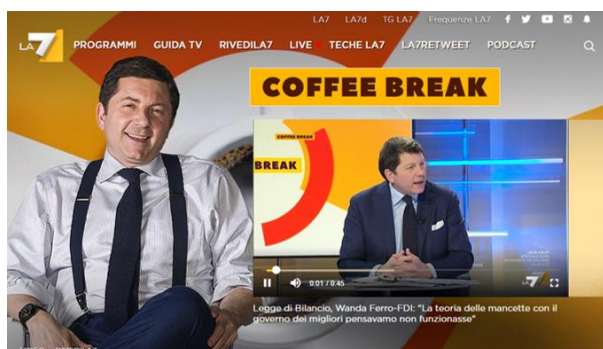 LA7 LA7d TG LA7 Frequenze LA7
LA7 PROGRAMMI GUIDA TV RIVEDILA7 LIVE TECHE LA7 LA7RETWEET PODCAST
COFFEE BREAK
COFFEE BREAK
BREAK
0:01 / 0:45
7
Legge di Bilancio, Wanda Ferro-FDI: "La teoria delle mancette con il
governo dei migliori pensavamo non funzionasse"